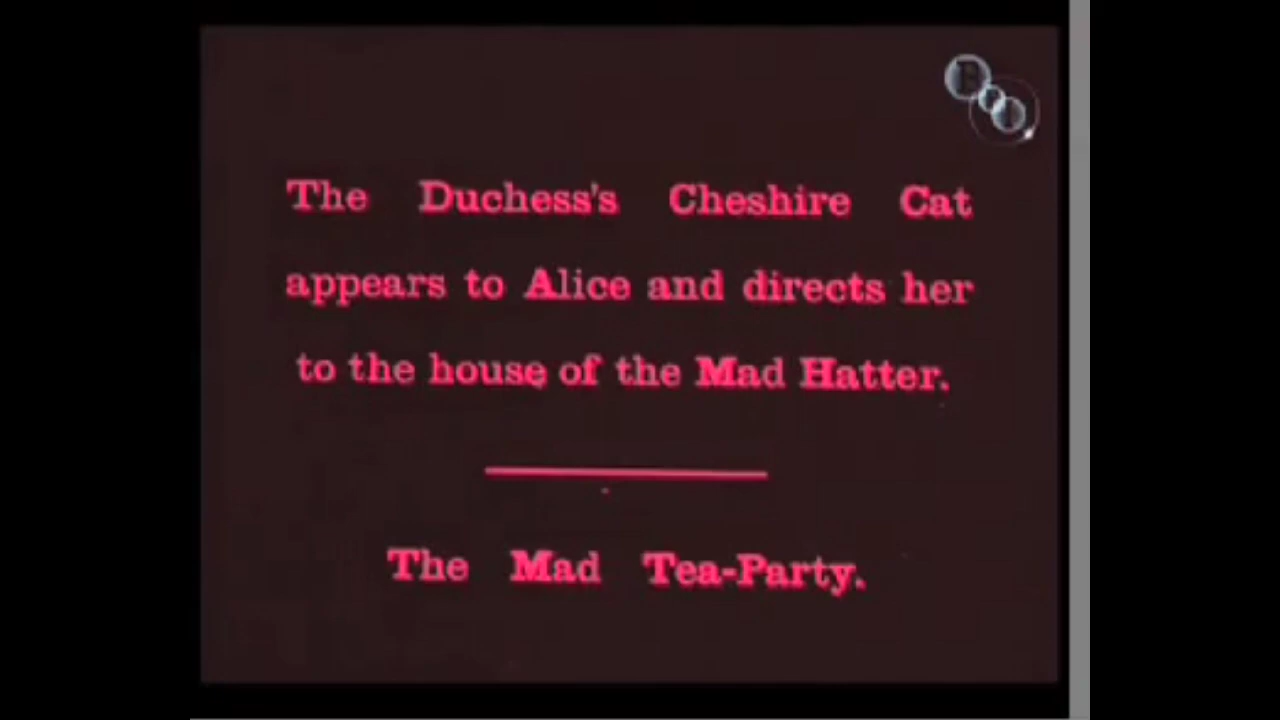 BFI
The Duchess's Cheshire Cat
appears to Alice and directs her
to the house of the Mad Hatter.
The Mad Tea-Party.